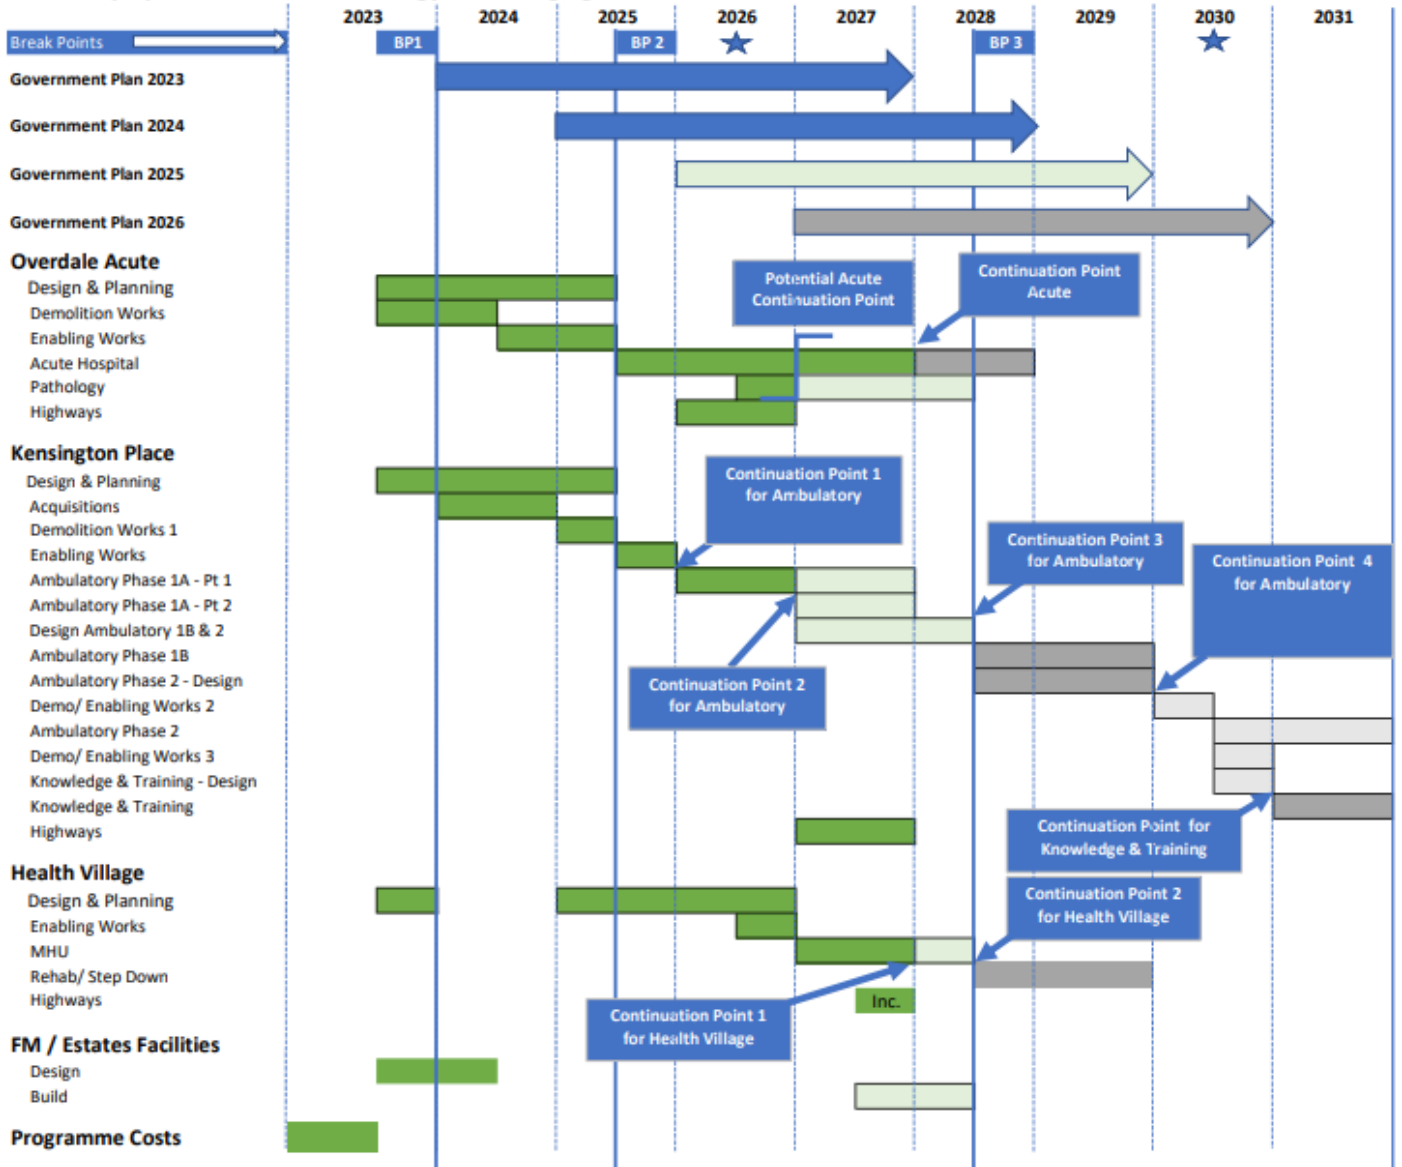 2023 2024 2025 2026 2027 2028 2029 2030 2031
Break Points BP1 BP 2 BP 3
Government Plan 2023
Government Plan 2024
Government Plan 2025
Government Plan 2026
Overdale Acute
Design & Planning
Demolition Works
Enabling Works
Acute Hospital
Pathology
Highways
Potential Acute
Continuation Point
Continuation Point
Acute
Kensington Place
Design & Planning
Acquisitions
Demolition Works 1
Enabling Works
Ambulatory Phase 1A - Pt 1
Ambulatory Phase 1A - Pt 2
Design Ambulatory 1B & 2
Ambulatory Phase 1B
Ambulatory Phase 2 - Design
Demo/ Enabling Works 2
Ambulatory Phase 2
Demo/ Enabling Works 3
Knowledge & Training - Design
Knowledge & Training
Highways
Continuation Point 1
for Ambulatory
Continuation Point 2
for Ambulatory
Continuation Point 3
for Ambulatory
Continuation Point 4
for Ambulatory
Continuation Point for
Knowledge & Training
Health Village
Design & Planning
Enabling Works
MHU
Rehab/ Step Down
Highways
Inc.
Continuation Point 2
for Health Village
Continuation Point 1
for Health Village
FM / Estates Facilities
Design
Build
Programme Costs